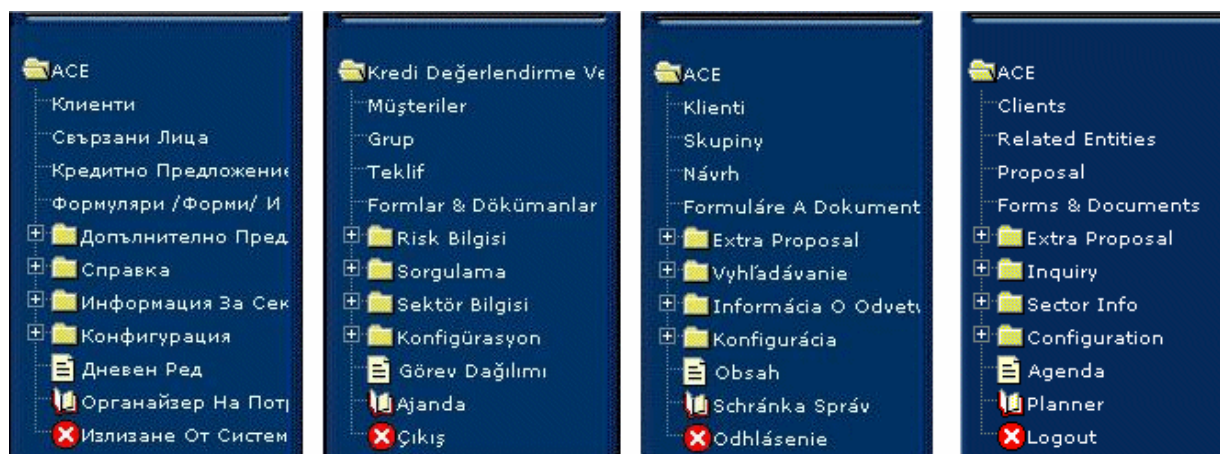 ACE
Клиенти
Свързани Лица
Кредитно Предложение
Формуляри /Форми/ И
Допълнително Пред
Справка
Информация За Сек
Конфигурация
Дневен Ред
Органайзер На Пот
Излизане От Систем
Kredi Değerlendirme Ve
Müşteriler
Grup
Teklif
Formlar & Dökümanlar
Risk Bilgisi
Sorgulama
Sektör Bilgisi
Konfigürasyon
Görev Dağılımı
Ajanda
Çıkış
ACE
Klienti
Skupiny
Návrh
Formuláre A Dokument
Extra Proposal
Vyhľadávanie
Informácia O Odvetv
Konfigurácia
Obsah
Schránka Správ
Odhlásenie
ACE
Clients
Related Entities
Proposal
Forms & Documents
Extra Proposal
Inquiry
Sector Info
Configuration
Agenda
Planner
Logout